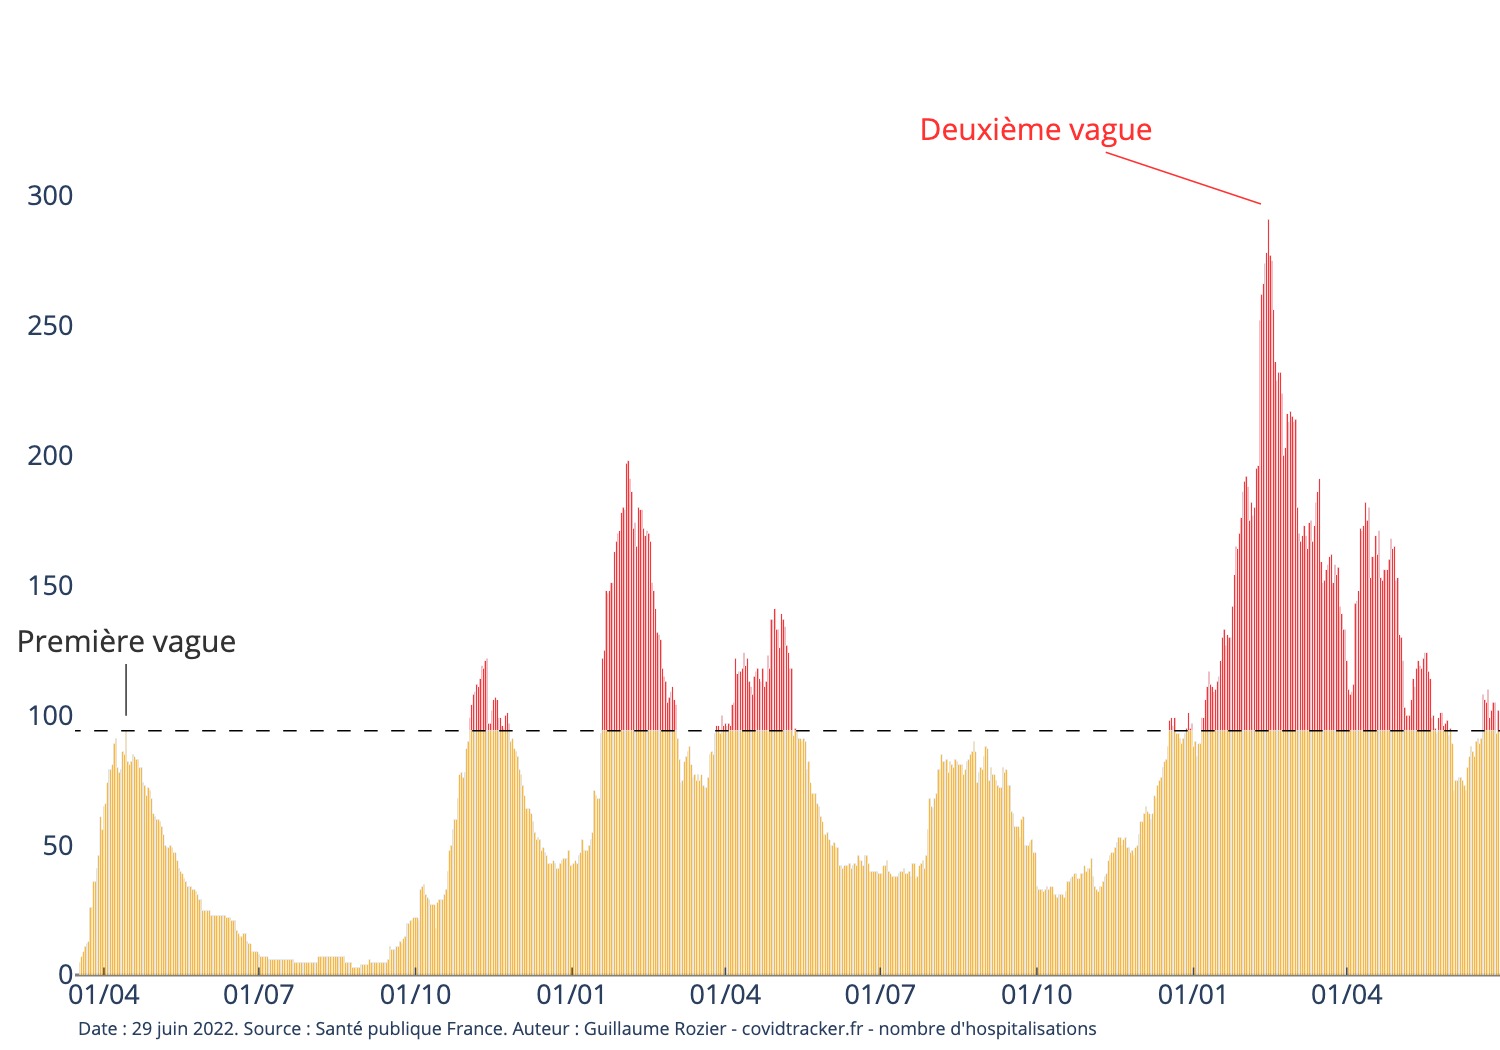 Deuxième vague
300
250
200
150
Première vague
100
50
0
01/04 01/07 01/10 01/01 01/04 01/07 01/10 01/01 01/04
Date : 29 juin 2022. Source : Santé publique France. Auteur : Guillaume Rozier - covidtracker.fr - nombre d'hospitalisations